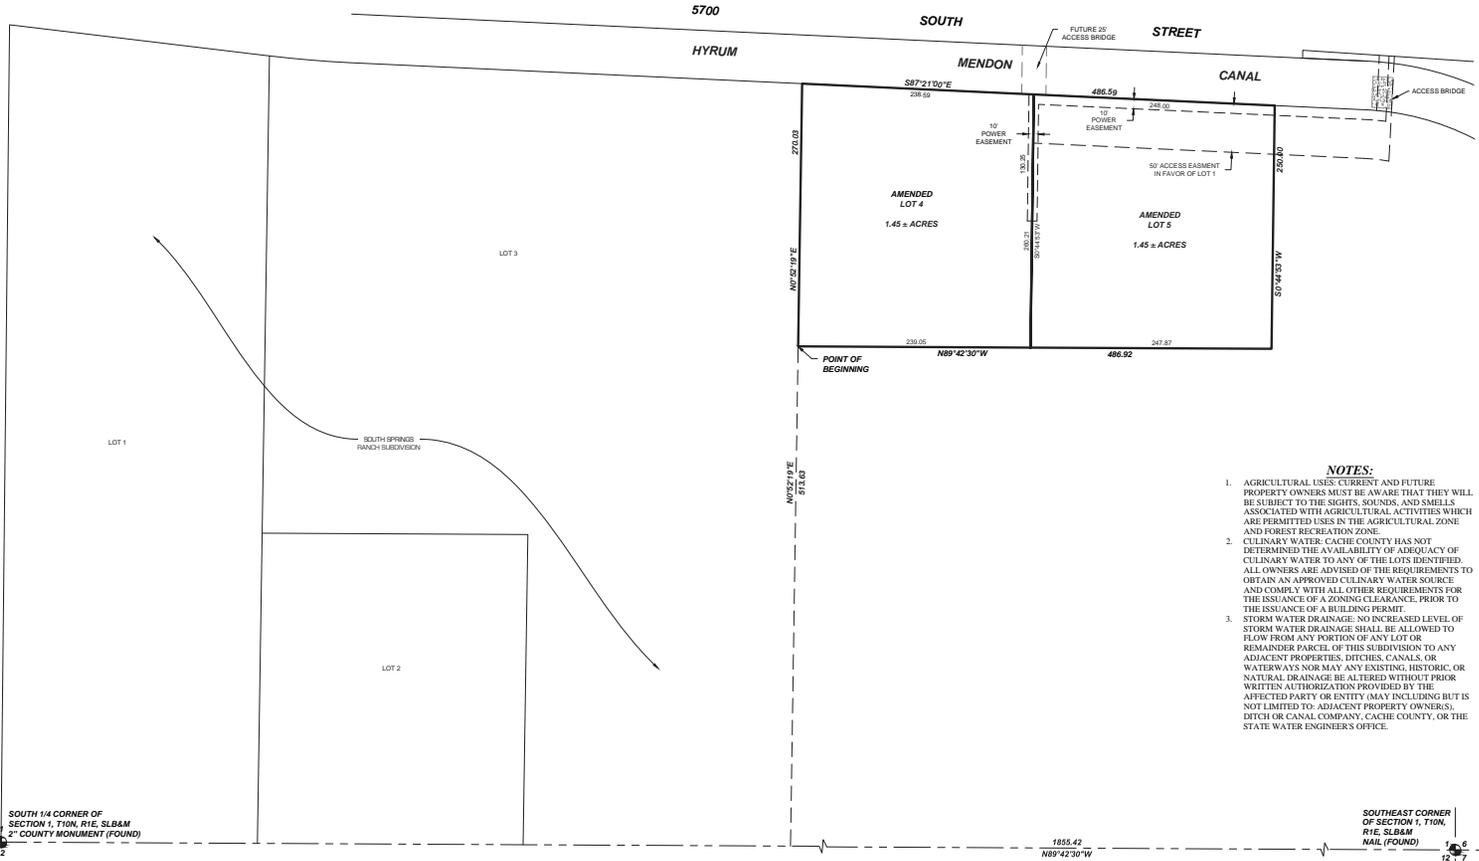 5700
SOUTH
STREET
HYRUM
MENDON
CANAL
FUTURE 25'
ACCESS BRIDGE
ACCESS BRIDGE
S87°21'00"E
238.59
486.59
248.00
10'
POWER
EASEMENT
10'
POWER
EASEMENT
50' ACCESS EASMENT
IN FAVOR OF LOT 1
270.03
N0°52'19"E
130.25
260.21
S0°44'53"W
250.00
S0°44'53"W
AMENDED
LOT 4
1.45 ± ACRES
AMENDED
LOT 5
1.45 ± ACRES
239.05
N89°42'30"W
247.87
486.92
POINT OF
BEGINNING
LOT 3
LOT 1
SOUTH SPRINGS
RANCH SUBDIVISION
LOT 2
N0°52'19"E
513.63
NOTES:
1. AGRICULTURAL USES: CURRENT AND FUTURE
PROPERTY OWNERS MUST BE AWARE THAT THEY WILL
BE SUBJECT TO THE SIGHTS, SOUNDS, AND SMELLS
ASSOCIATED WITH AGRICULTURAL ACTIVITIES WHICH
ARE PERMITTED USES IN THE AGRICULTURAL ZONE
AND FOREST RECREATION ZONE.
2. CULINARY WATER: CACHE COUNTY HAS NOT
DETERMINED THE AVAILABILITY OF ADEQUACY OF
CULINARY WATER TO ANY OF THE LOTS IDENTIFIED.
ALL OWNERS ARE ADVISED OF THE REQUIREMENTS TO
OBTAIN AN APPROVED CULINARY WATER SOURCE
AND COMPLY WITH ALL OTHER REQUIREMENTS FOR
THE ISSUANCE OF A ZONING CLEARANCE, PRIOR TO
THE ISSUANCE OF A BUILDING PERMIT.
3. STORM WATER DRAINAGE: NO INCREASED LEVEL OF
STORM WATER DRAINAGE SHALL BE ALLOWED TO
FLOW FROM ANY PORTION OF ANY LOT OR
REMAINDER PARCEL OF THIS SUBDIVISION TO ANY
ADJACENT PROPERTIES, DITCHES, CANALS, OR
WATERWAYS NOR MAY ANY EXISTING, HISTORIC, OR
NATURAL DRAINAGE BE ALTERED WITHOUT PRIOR
WRITTEN AUTHORIZATION PROVIDED BY THE
AFFECTED PARTY OR ENTITY (MAY INCLUDING BUT IS
NOT LIMITED TO: ADJACENT PROPERTY OWNER(S),
DITCH OR CANAL COMPANY, CACHE COUNTY, OR THE
STATE WATER ENGINEER'S OFFICE.
SOUTH 1/4 CORNER OF
SECTION 1, T10N, R1E, SLB&M
2" COUNTY MONUMENT (FOUND)
2
1855.42
N89°42'30"W
SOUTHEAST CORNER
OF SECTION 1, T10N,
R1E, SLB&M
NAIL (FOUND)
1 6
12 7